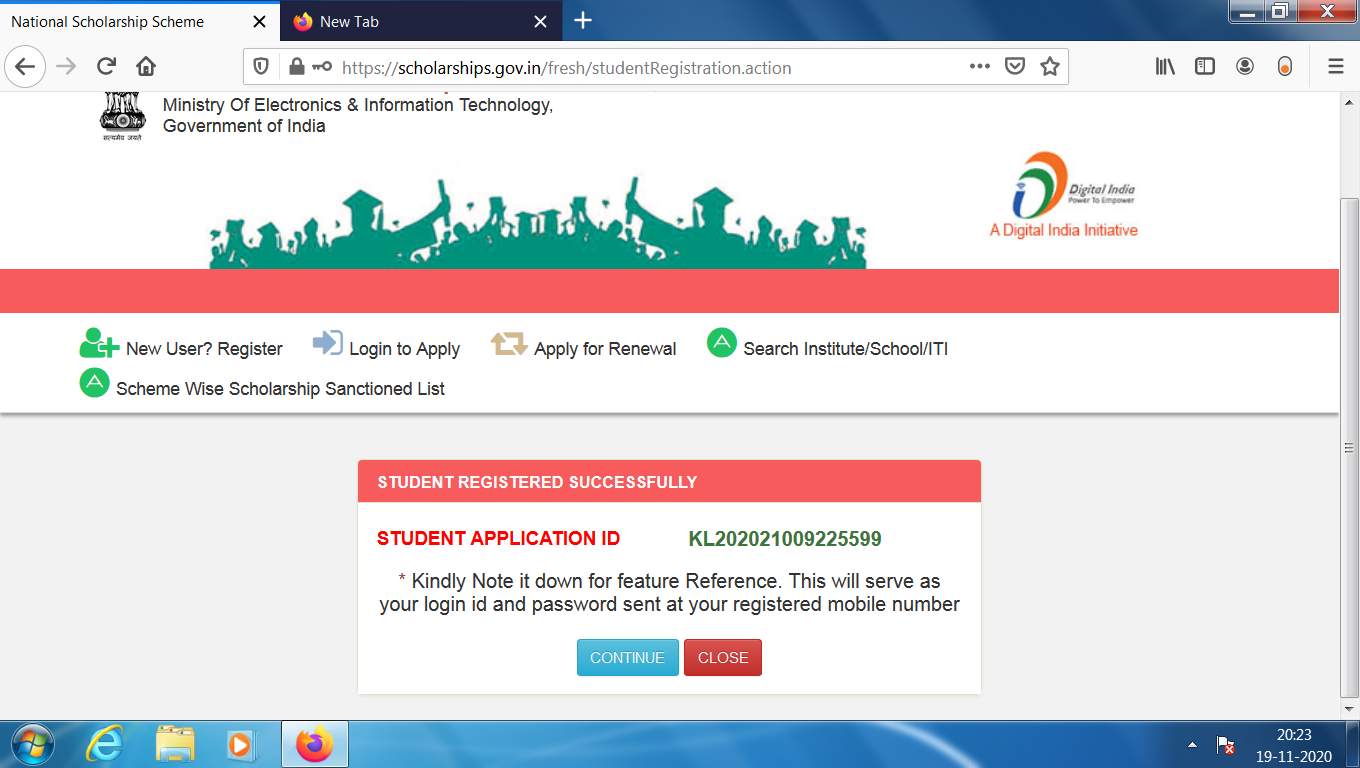 National Scholarship Scheme
New Tab
https://scholarships.gov.in/fresh/studentRegistration.action
Ministry Of Electronics & Information Technology,
Government of India
सत्यमेव जयते
Digital India
Power To Empower
A Digital India Initiative
New User? Register Login to Apply Apply for Renewal Search Institute/School/ITI
Scheme Wise Scholarship Sanctioned List
STUDENT REGISTERED SUCCESSFULLY
STUDENT APPLICATION ID KL202021009225599
* Kindly Note it down for feature Reference. This will serve as
your login id and password sent at your registered mobile number
CONTINUE CLOSE
20:23
19-11-2020